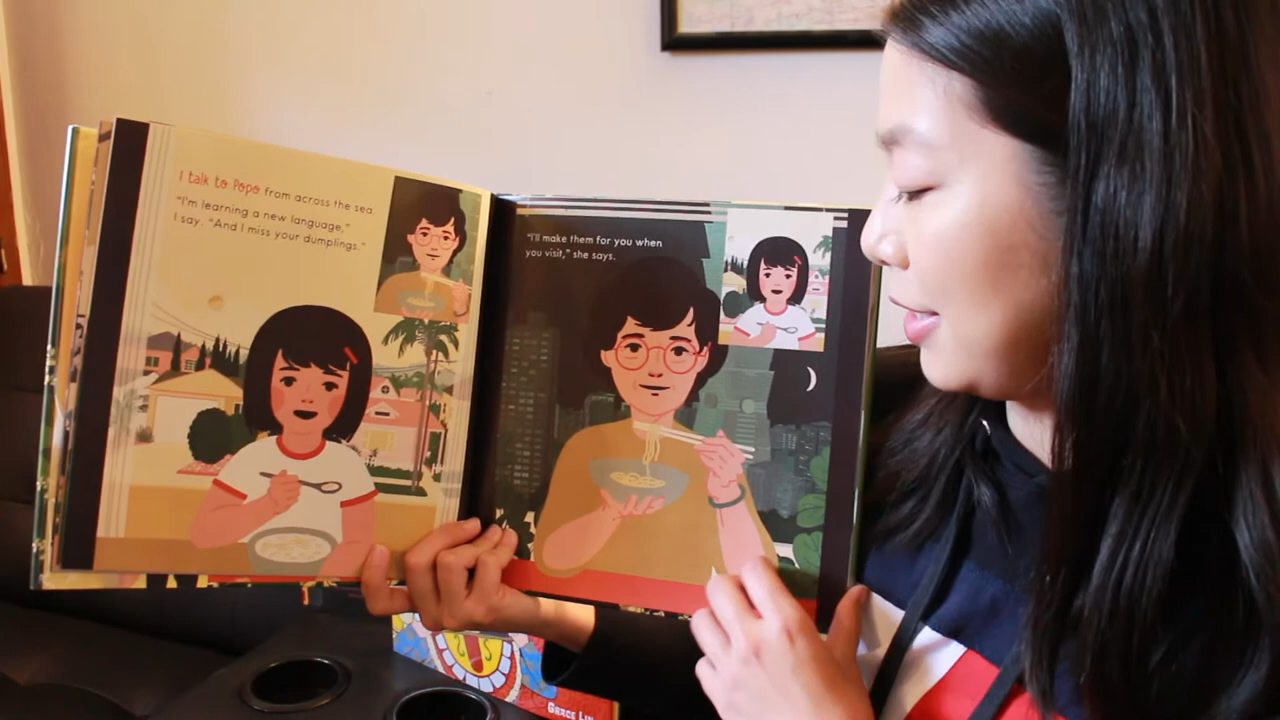 I talk to Popo from across the sea.
"I'm learning a new language,"
I say. "And I miss your dumplings."
"I'll make them for you when
you visit," she says.
GRACE